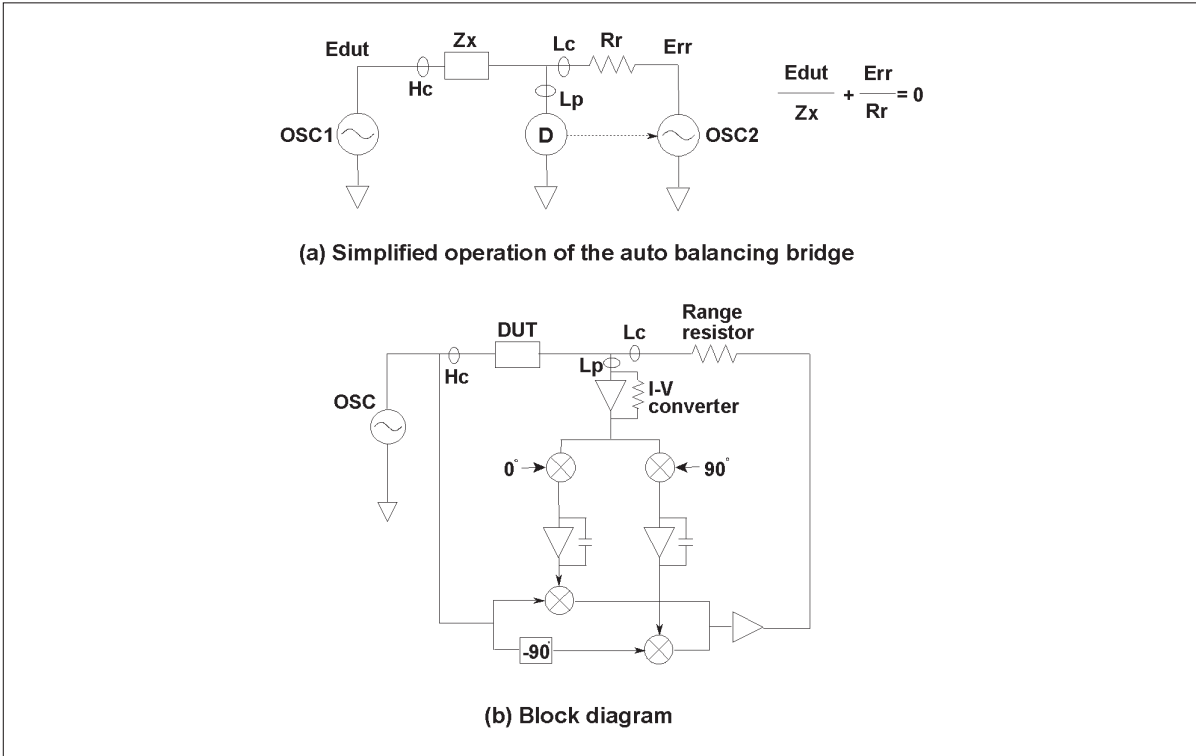 Edut
Zx
Lc
Rr
Err
Hc
Lp
OSC1
D
OSC2
Edut
Zx
+
Err
Rr
= 0
(a) Simplified operation of the auto balancing bridge
DUT
Lc
Range
resistor
Hc
Lp
I-V
converter
OSC
0°
90°
-90°
(b) Block diagram